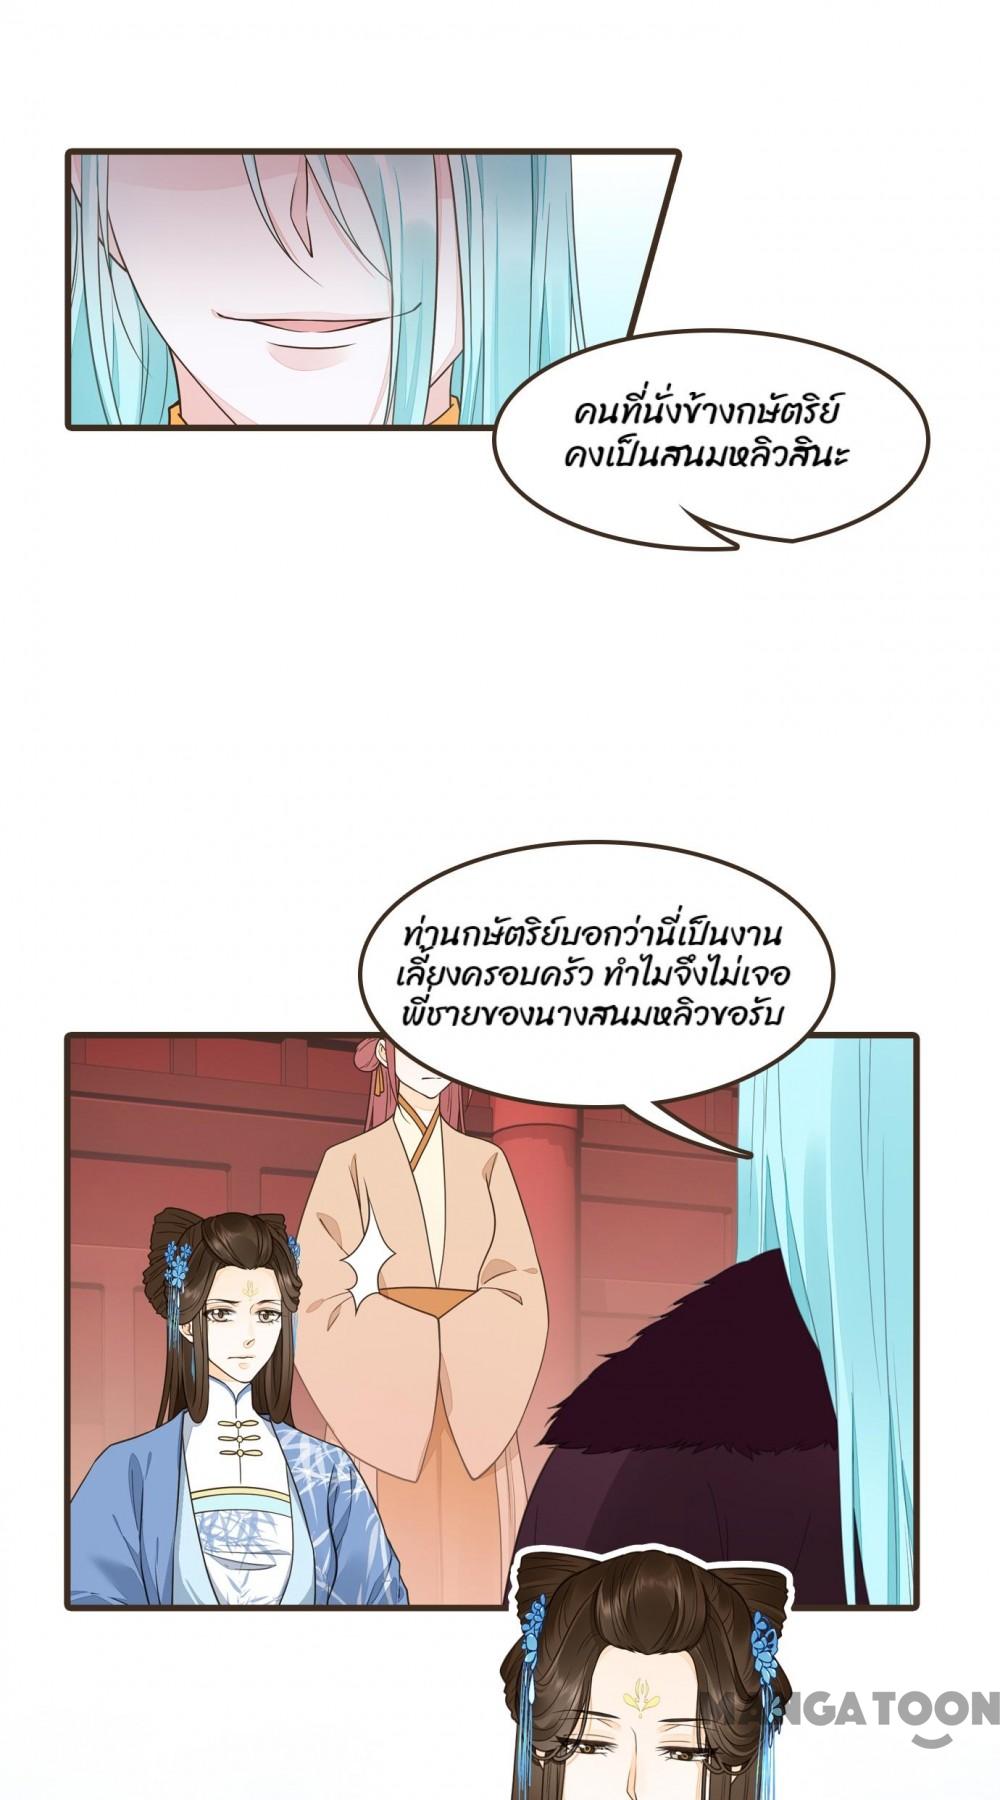 คนที่นั่งข้างกษัตริย์
คงเป็นสนมหลิวสินะ
ท่านกษัตริย์บอกว่านี่เป็นงาน
เลี้ยงครอบครัว ทำไมจึงไม่เจอ
พี่ชายของนางสนมหลิวขอรับ
MANGATOON